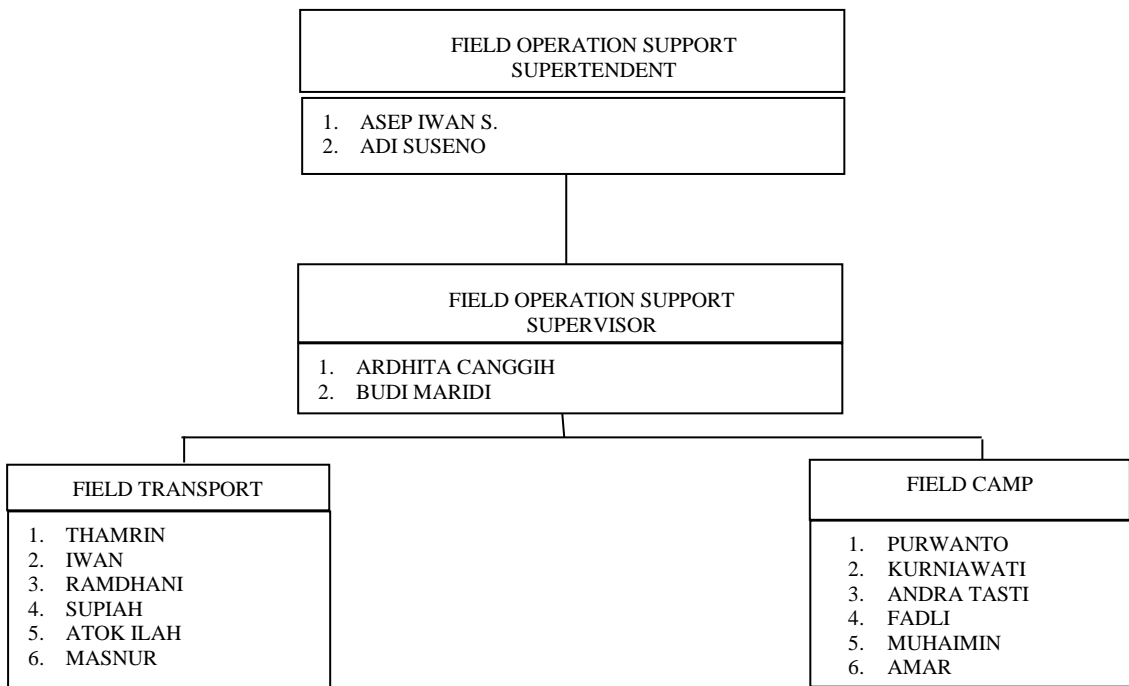 FIELD OPERATION SUPPORT
SUPERTENDENT
1. ASEP IWAN S.
2. ADI SUSENO
FIELD OPERATION SUPPORT
SUPERVISOR
1. ARDHITA CANGGIH
2. BUDI MARIDI
FIELD TRANSPORT
1. THAMRIN
2. IWAN
3. RAMDHANI
4. SUPIAH
5. ATOK ILAH
6. MASNUR
FIELD CAMP
1. PURWANTO
2. KURNIAWATI
3. ANDRA TASTI
4. FADLI
5. MUHAIMIN
6. AMAR